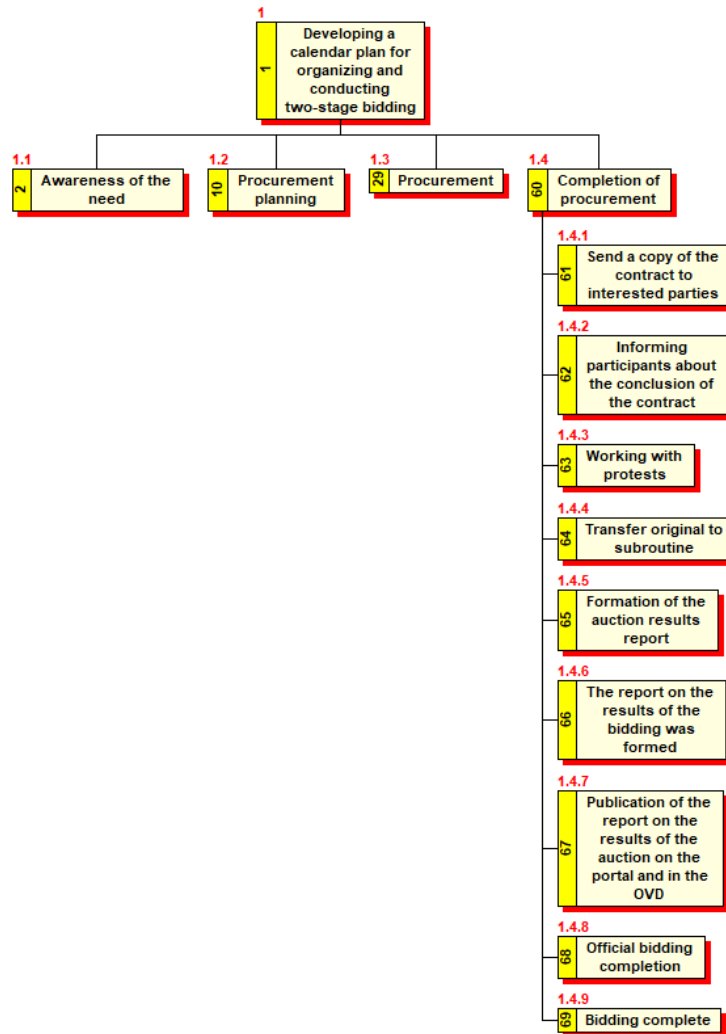 1
1
Developing a
calendar plan for
organizing and
conducting
two-stage bidding
1.1
2
Awareness of the
need
1.2
10
Procurement
planning
1.3
29
Procurement
1.4
60
Completion of
procurement
1.4.1
61
Send a copy of the
contract to
interested parties
1.4.2
62
Informing
participants about
the conclusion of
the contract
1.4.3
63
Working with
protests
1.4.4
64
Transfer original to
subroutine
1.4.5
65
Formation of the
auction results
report
1.4.6
66
The report on the
results of the
bidding was
formed
1.4.7
67
Publication of the
report on the
results of the
auction on the
portal and in the
OVD
1.4.8
68
Official bidding
completion
1.4.9
69
Bidding complete